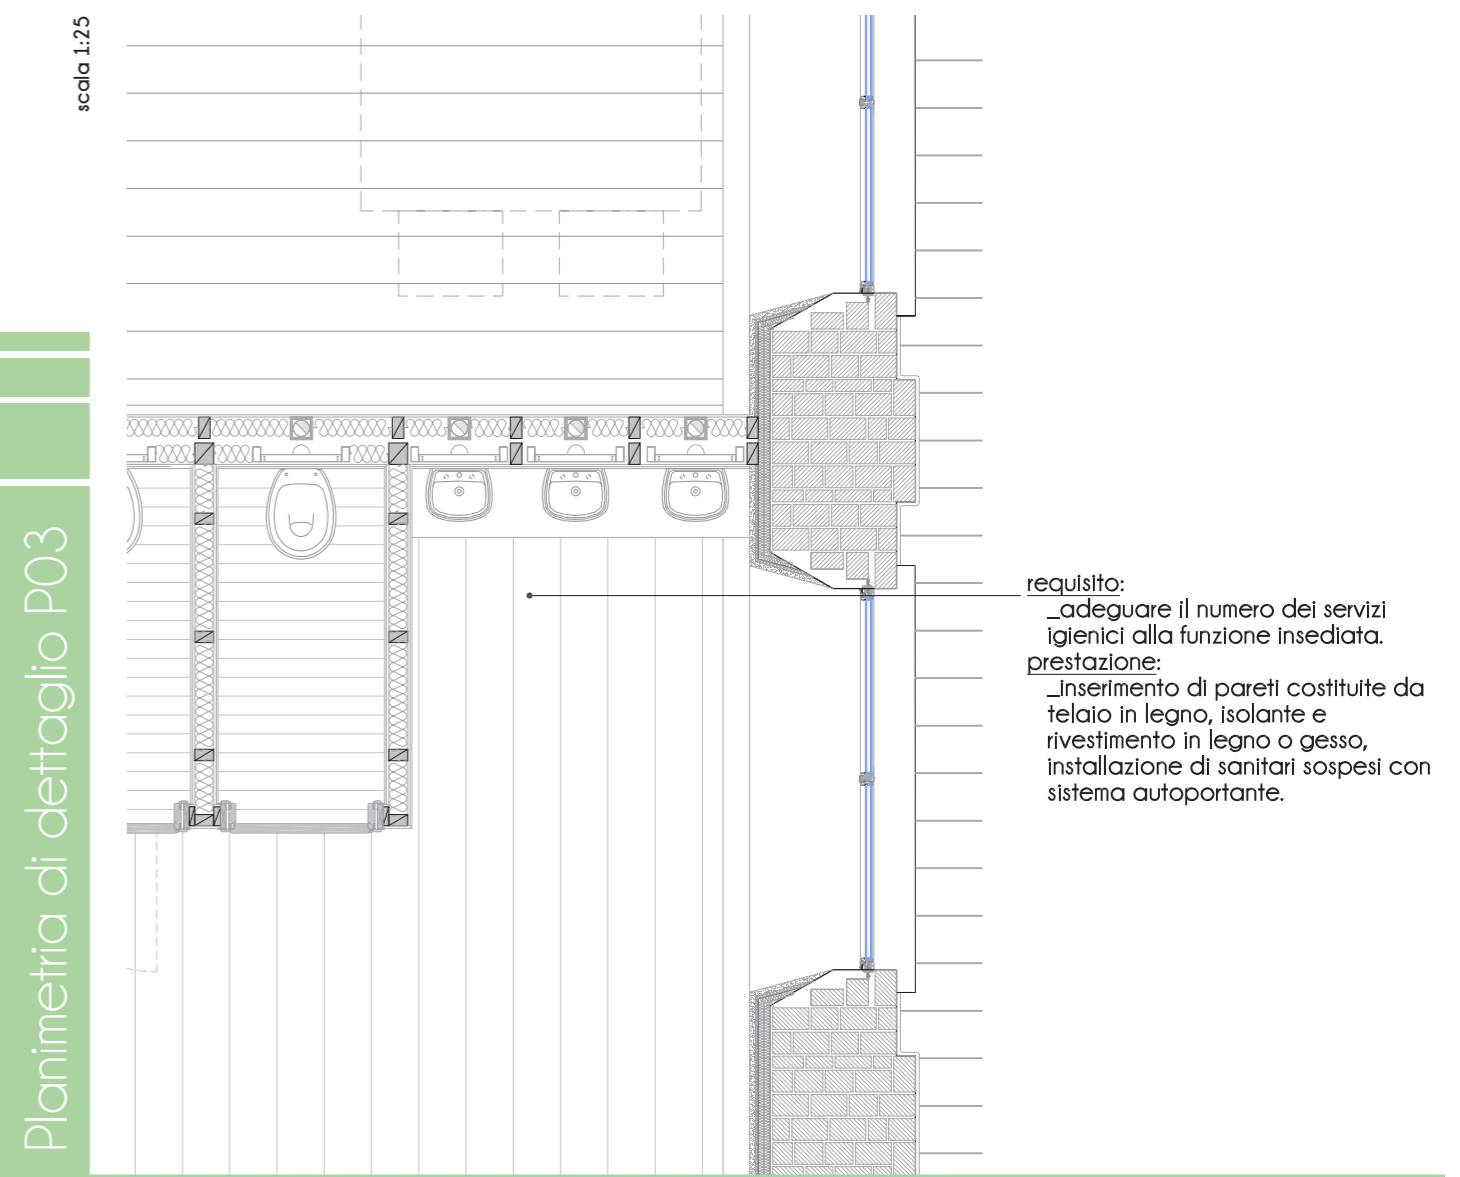 scala 1:25
Planimetria di dettaglio P03
requisito:
_adeguare il numero dei servizi
igienici alla funzione insediata.
prestazione:
_inserimento di pareti costituite da
telaio in legno, isolante e
rivestimento in legno o gesso,
installazione di sanitari sospesi con
sistema autoportante.